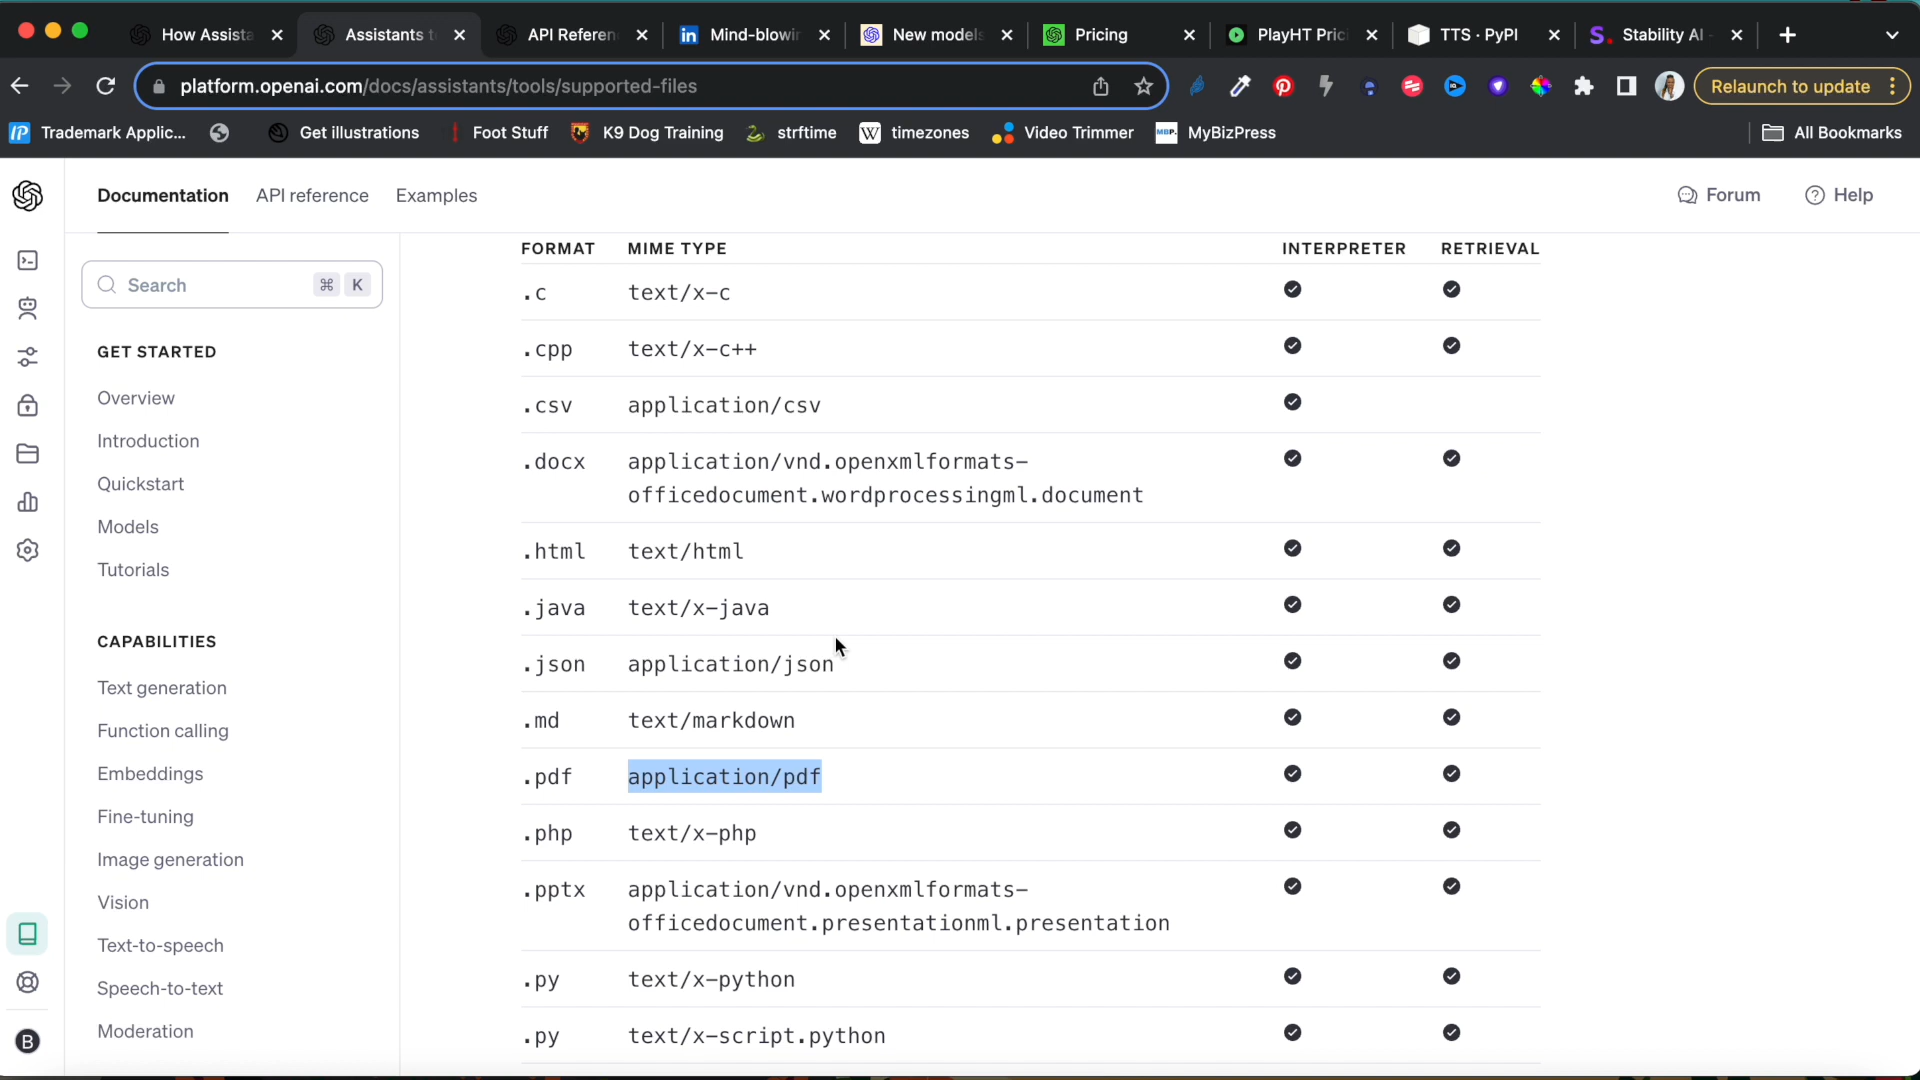 How Assista
Assistants t
API Referen
Mind-blowin
New models
Pricing
PlayHT Pric
TTS · PyPI
Stability AI -
platform.openai.com/docs/assistants/tools/supported-files
Relaunch to update
Trademark Applic...
Get illustrations
Foot Stuff
K9 Dog Training
strftime
timezones
Video Trimmer
MyBizPress
All Bookmarks
Documentation
API reference
Examples
Forum
Help
Search
⌘ K
GET STARTED
Overview
Introduction
Quickstart
Models
Tutorials
CAPABILITIES
Text generation
Function calling
Embeddings
Fine-tuning
Image generation
Vision
Text-to-speech
Speech-to-text
Moderation
B
FORMAT MIME TYPE INTERPRETER RETRIEVAL
.c text/x-c
.cpp text/x-c++
.csv application/csv
.docx application/vnd.openxmlformats-
officedocument.wordprocessingml.document
.html text/html
.java text/x-java
.json application/json
.md text/markdown
.pdf application/pdf
.php text/x-php
.pptx application/vnd.openxmlformats-
officedocument.presentationml.presentation
.py text/x-python
.py text/x-script.python